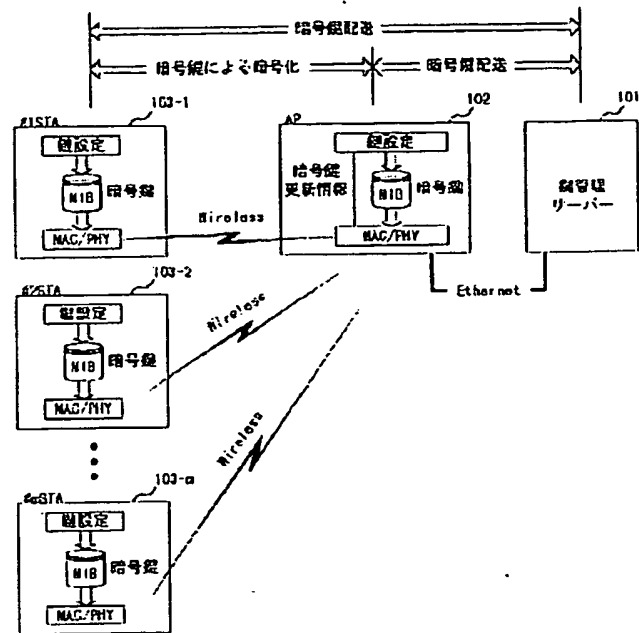 暗号鍵配送
暗号鍵による暗号化
暗号鍵配送
103-1
102
101
#1STA
AP
鍵設定
MIB
暗号鍵
MAC/PHY
鍵設定
暗号鍵
更新情報
MIB
暗号鍵
MAC/PHY
鍵管理
サーバー
Wireless
Ethernet
103-2
#2STA
鍵設定
MIB
暗号鍵
MAC/PHY
Wireless
103-n
#nSTA
鍵設定
MIB
暗号鍵
MAC/PHY
Wireless